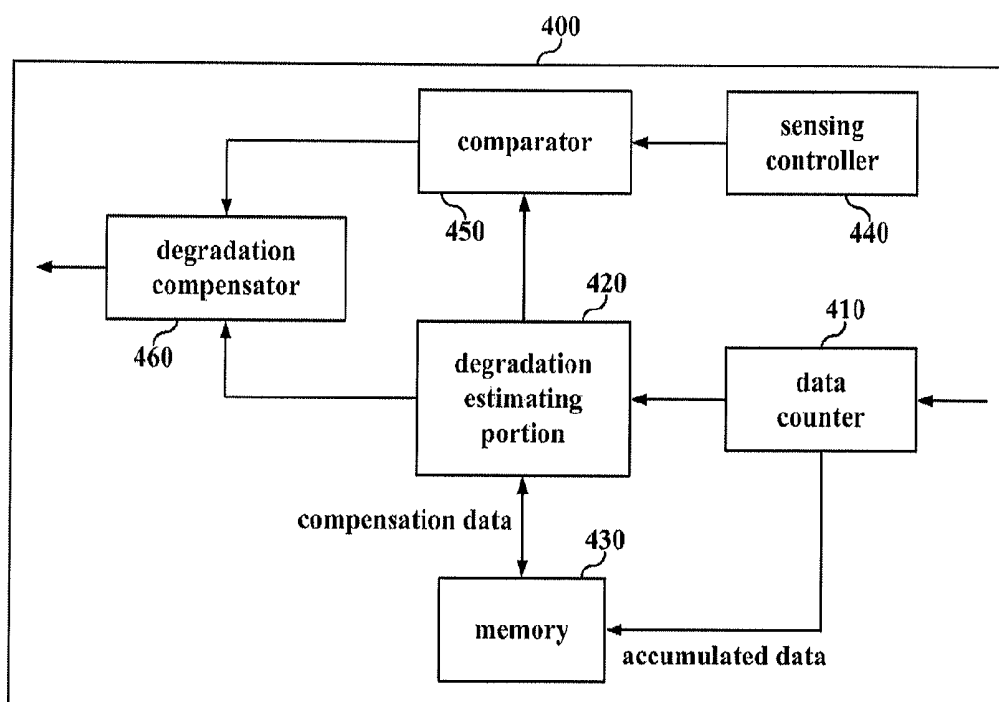 400
comparator
450
sensing
controller
440
degradation
compensator
460
420
degradation
estimating
portion
410
data
counter
compensation data
430
memory
accumulated data